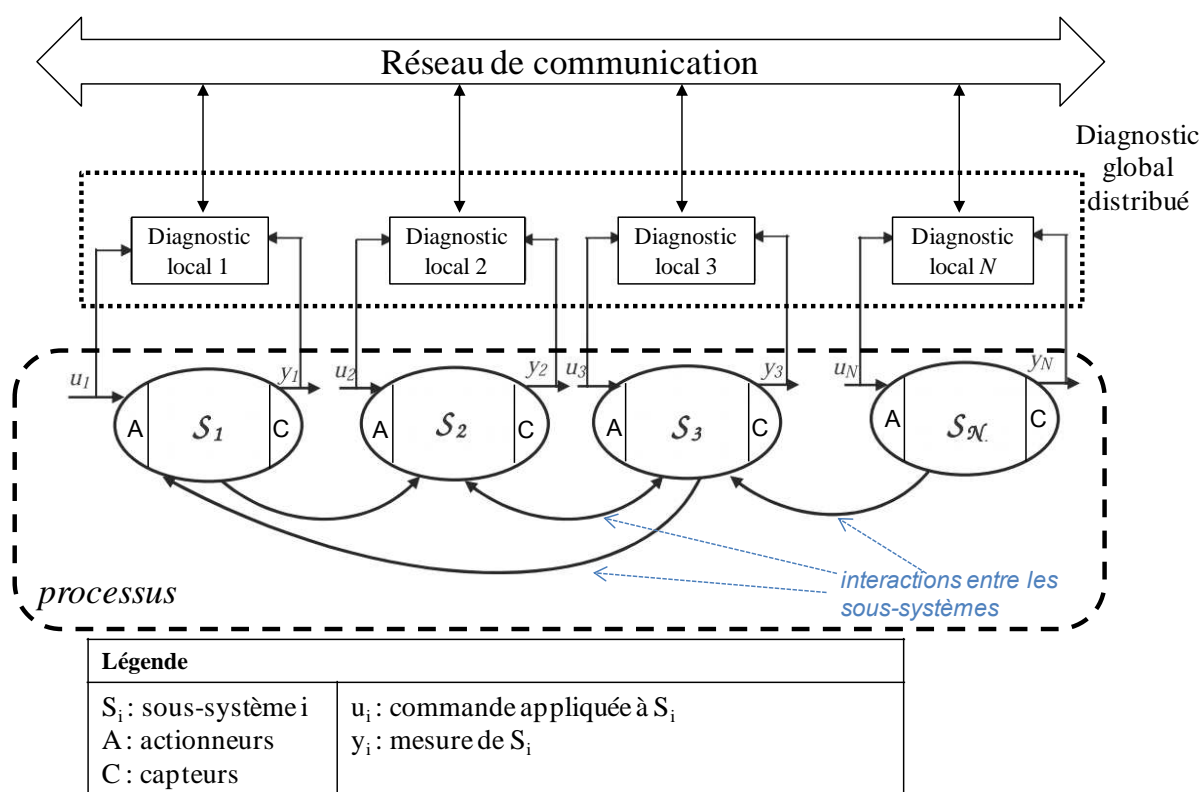 Réseau de communication
Diagnostic
global
distribué
Diagnostic
local 1
Diagnostic
local 2
Diagnostic
local 3
Diagnostic
local N
u1
y1
u2
y2
u3
y3
uN
yN
A
S1
C
A
S2
C
A
S3
C
A
SN.
C
interactions entre les
sous-systèmes
processus
Légende
Si : sous-système i
A : actionneurs
C : capteurs
ui : commande appliquée à Si
yi : mesure de Si